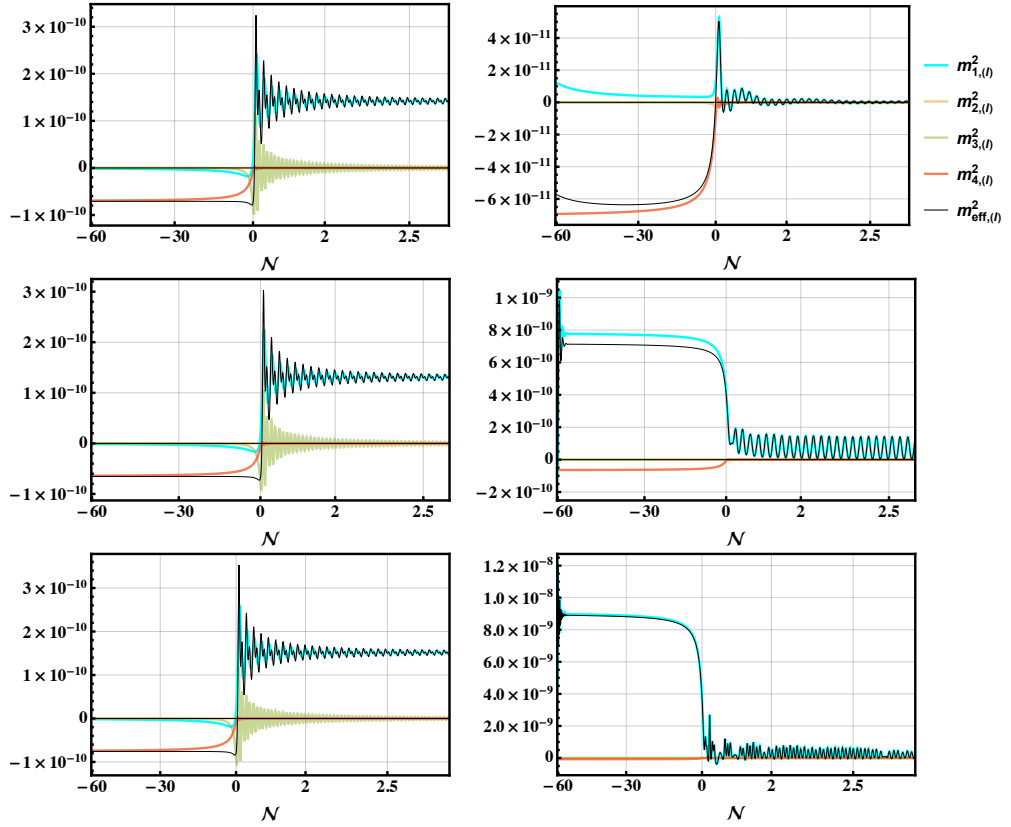 3 × 10⁻¹⁰
2 × 10⁻¹⁰
1 × 10⁻¹⁰
0
−1 × 10⁻¹⁰
−60 −30 0 2 2.5
𝒩
4 × 10⁻¹¹
2 × 10⁻¹¹
0
−2 × 10⁻¹¹
−4 × 10⁻¹¹
−6 × 10⁻¹¹
−60 −30 0 2 2.5
𝒩
m²₁,₍I₎
m²₂,₍I₎
m²₃,₍I₎
m²₄,₍I₎
m²eff,(I)
3 × 10⁻¹⁰
2 × 10⁻¹⁰
1 × 10⁻¹⁰
0
−1 × 10⁻¹⁰
−60 −30 0 2 2.5
𝒩
1 × 10⁻⁹
8 × 10⁻¹⁰
6 × 10⁻¹⁰
4 × 10⁻¹⁰
2 × 10⁻¹⁰
0
−2 × 10⁻¹⁰
−60 −30 0 2 2.5
𝒩
3 × 10⁻¹⁰
2 × 10⁻¹⁰
1 × 10⁻¹⁰
0
−1 × 10⁻¹⁰
−60 −30 0 2 2.5
𝒩
1.2 × 10⁻⁸
1.0 × 10⁻⁸
8.0 × 10⁻⁹
6.0 × 10⁻⁹
4.0 × 10⁻⁹
2.0 × 10⁻⁹
0
−60 −30 0 2 2.5
𝒩